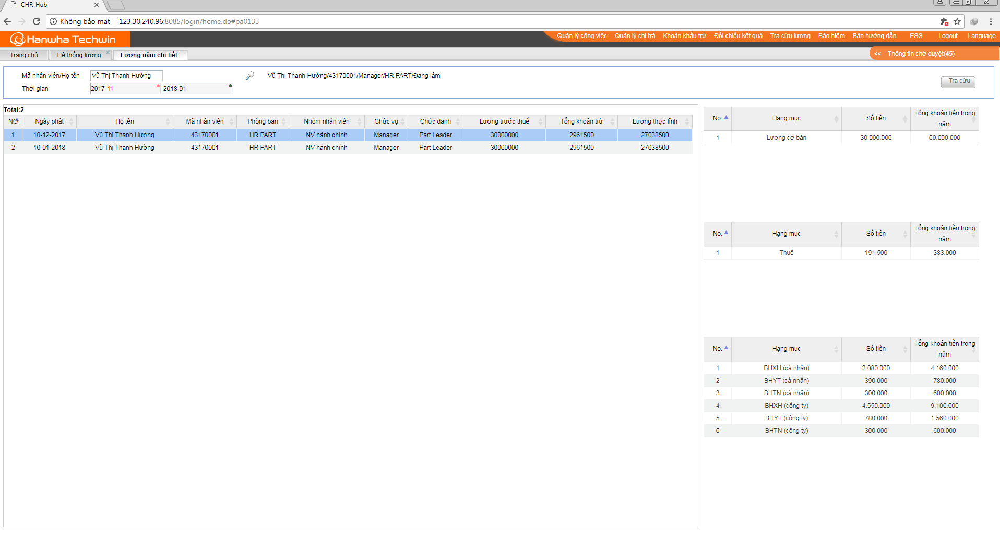 CHR-Hub
Không bảo mật 123.30.240.96:8085/login/home.do#pa0133
Hanwha Techwin
Quản lý công việc Quản lý chi trả Khoản khấu trừ Đối chiếu kết quả Tra cứu lương Bảo hiểm Bản hướng dẫn ESS Logout Language
Trang chủ Hệ thống lương Lương năm chi tiết
<< Thông tin chờ duyệt(45)
Mã nhân viên/Họ tên Vũ Thị Thanh Hường Vũ Thị Thanh Hường/43170001/Manager/HR PART/Đang làm
Thời gian 2017-11 * 2018-01 *
Tra cứu
Total:2
NO Ngày phát Họ tên Mã nhân viên Phòng ban Nhóm nhân viên Chức vụ Chức danh Lương trước thuế Tổng khoản trừ Lương thực lĩnh
1 10-12-2017 Vũ Thị Thanh Hường 43170001 HR PART NV hành chính Manager Part Leader 30000000 2961500 27038500
2 10-01-2018 Vũ Thị Thanh Hường 43170001 HR PART NV hành chính Manager Part Leader 30000000 2961500 27038500
No. Hạng mục Số tiền Tổng khoản tiền trong
năm
1 Lương cơ bản 30.000.000 60.000.000
No. Hạng mục Số tiền Tổng khoản tiền trong
năm
1 Thuế 191.500 383.000
No. Hạng mục Số tiền Tổng khoản tiền trong
năm
1 BHXH (cá nhân) 2.080.000 4.160.000
2 BHYT (cá nhân) 390.000 780.000
3 BHTN (cá nhân) 300.000 600.000
4 BHXH (công ty) 4.550.000 9.100.000
5 BHYT (công ty) 780.000 1.560.000
6 BHTN (công ty) 300.000 600.000